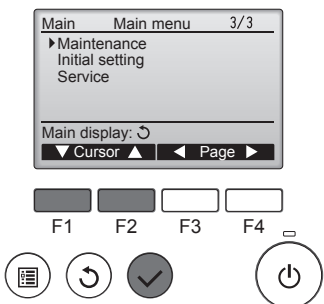 Main Main menu 3/3
▶Maintenance
Initial setting
Service
Main display: ↺
▼ Cursor ▲ ◀ Page ▶
F1 F2 F3 F4